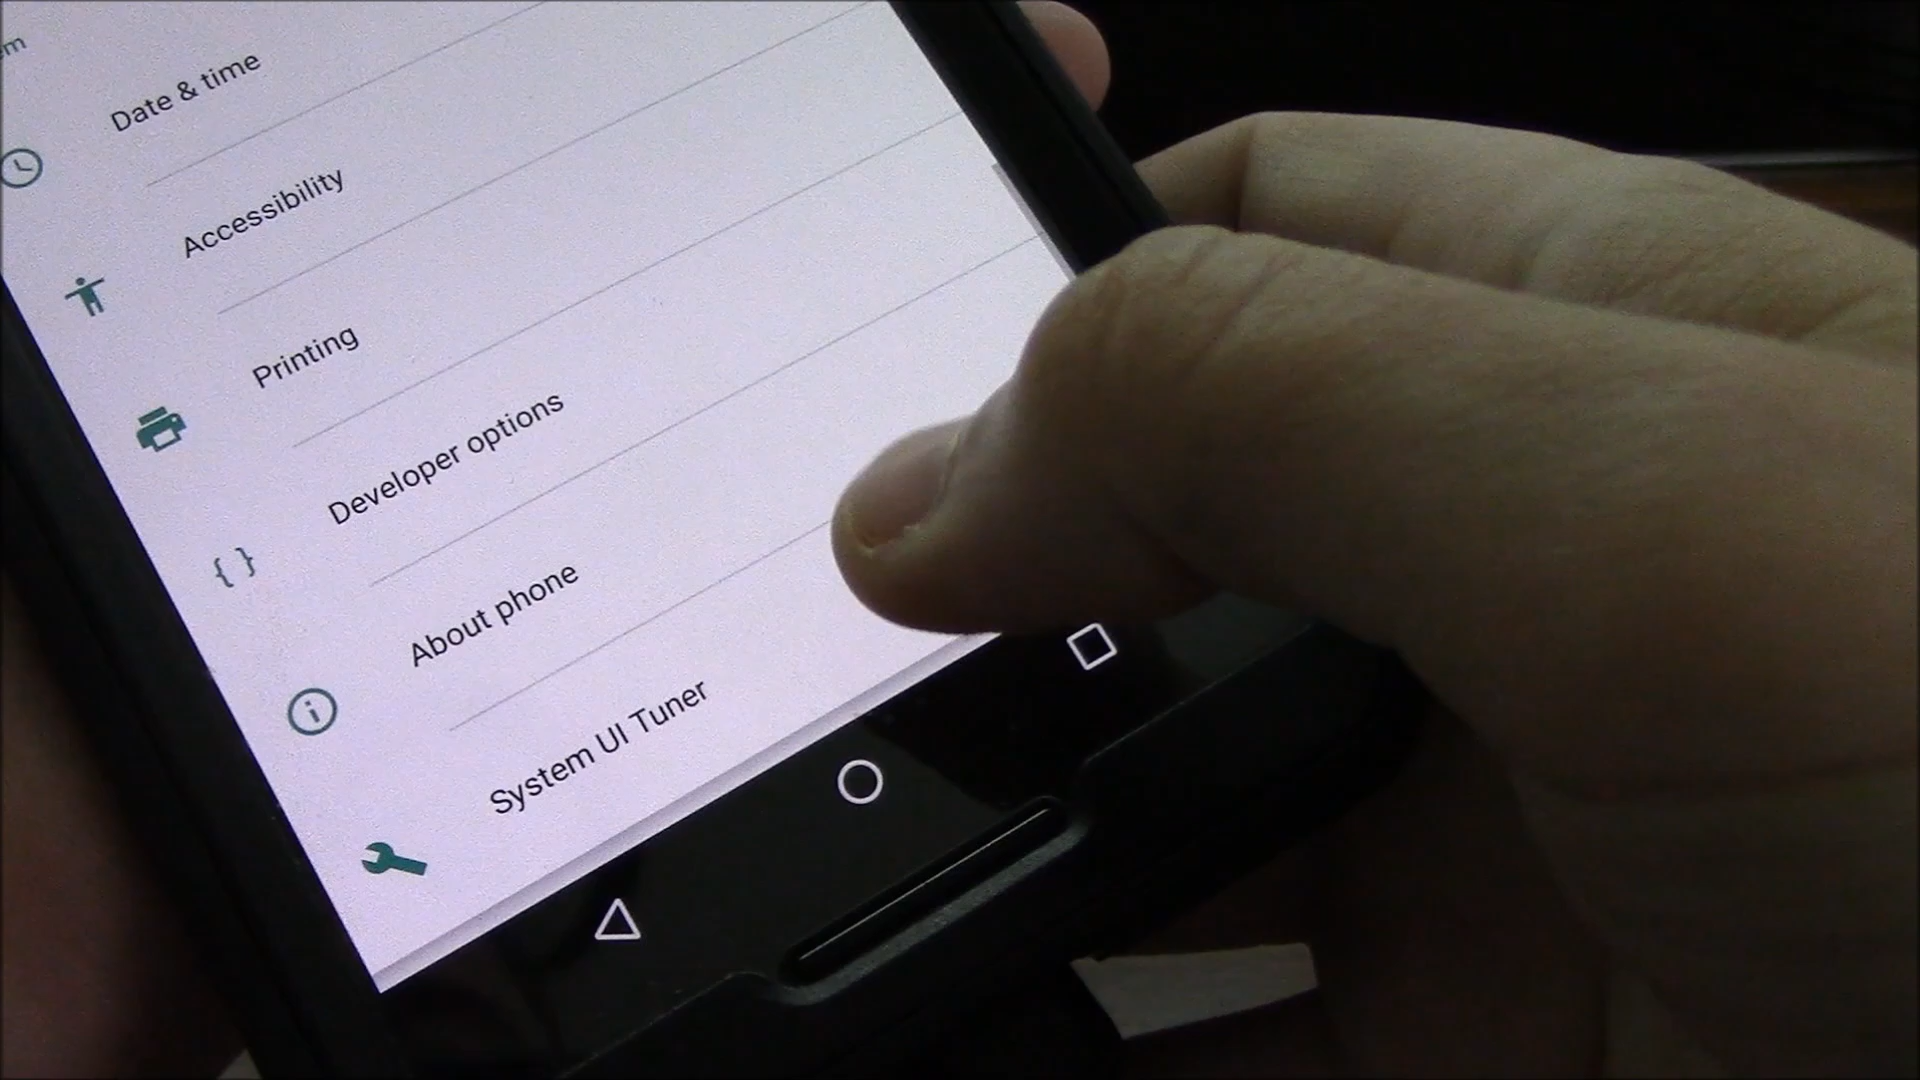 Date & time
Accessibility
Printing
Developer options
About phone
System UI Tuner